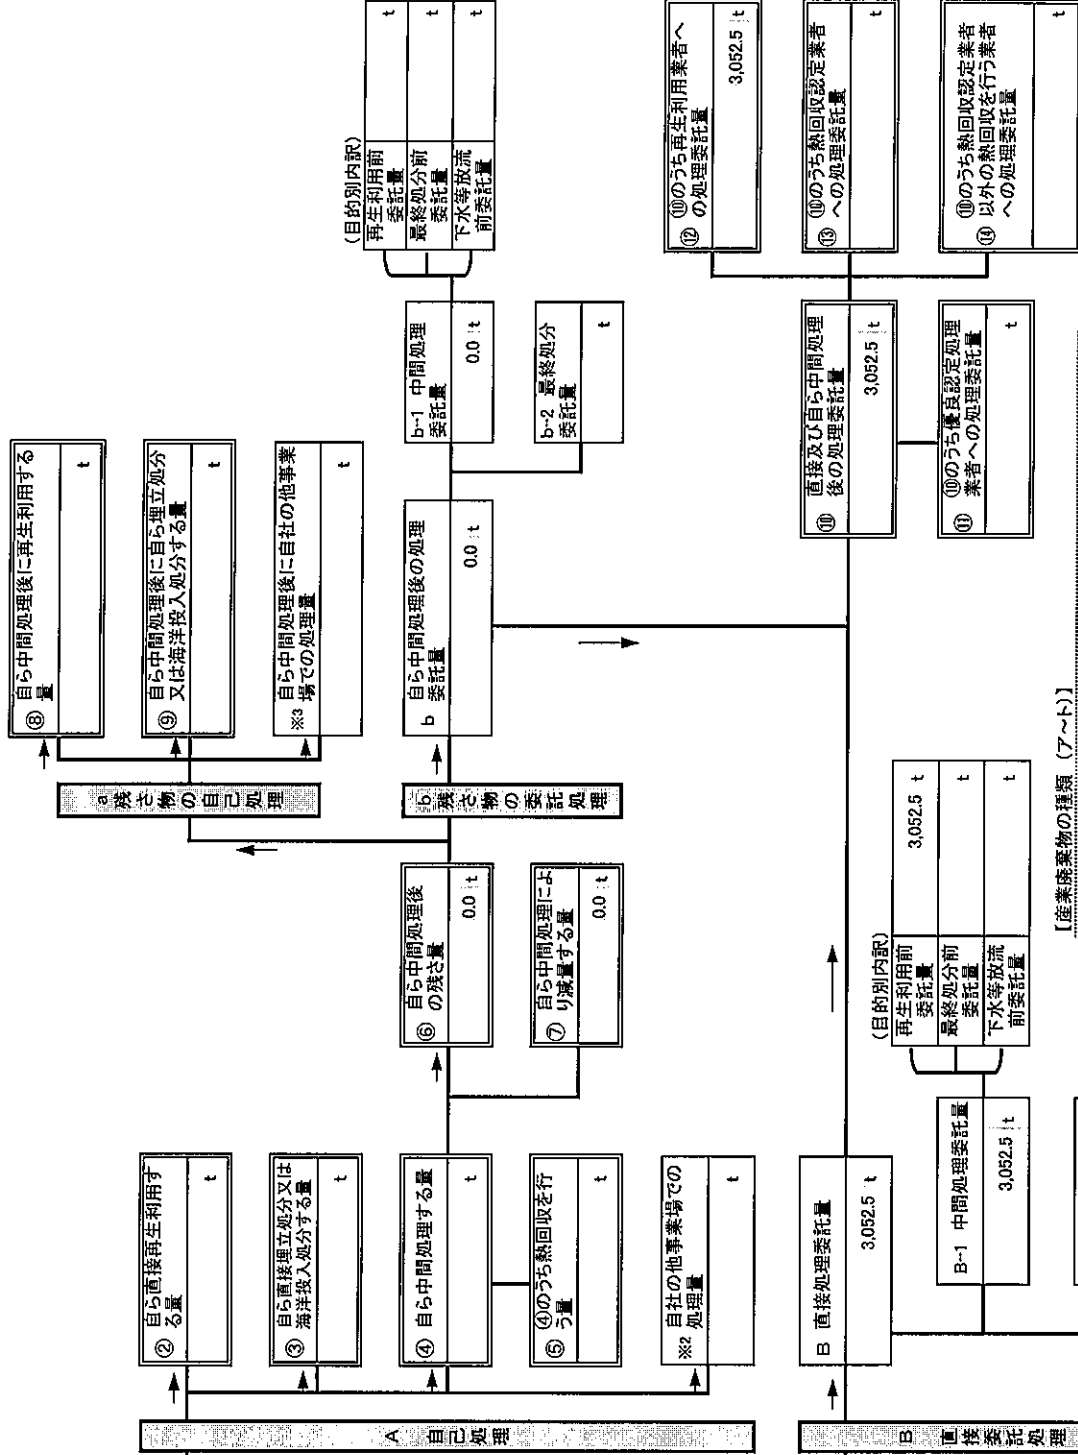 A 自己処理
② 自ら直接再生利用す
る量
t
③ 自ら直接埋立処分又は
海洋投入処分する量
t
④ 自ら中間処理する量
t
⑤ ④のうち熱回収を行
う量
t
※2 自社の他事業場での
処理量
t
⑥ 自ら中間処理後
の残さ量
0.0 t
⑦ 自ら中間処理によ
り減量する量
0.0 t
a残さ物の自己処理
⑧ 自ら中間処理後に再生利用する
量
t
⑨ 自ら中間処理後に自ら埋立処分
又は海洋投入処分する量
t
※3 自ら中間処理後に自社の他事業
場での処理量
t
b残さ物の委託処理
b 自ら中間処理後の処理
委託量
0.0 t
b-1 中間処理
委託量
0.0 t
b-2 最終処分
委託量
t
(目的別内訳)
再生利用前
委託量
t
最終処分前
委託量
t
下水等放流
前委託量
t
B 直接委託処理
B 直接処理委託量
3,052.5 t
B-1 中間処理委託量
3,052.5 t
(目的別内訳)
再生利用前
委託量
3,052.5 t
最終処分前
委託量
t
下水等放流
前委託量
t
⑩ 直接及び自ら中間処理
後の処理委託量
3,052.5 t
⑪ ⑩のうち優良認定処理
業者への処理委託量
t
⑫ ⑩のうち再生利用業者へ
の処理委託量
3,052.5 t
⑬ ⑩のうち熱回収認定業者
への処理委託量
t
⑭ ⑩のうち熱回収認定業者
以外の熱回収を行う業者
への処理委託量
t
【産業廃棄物の種類（ア～ト）】